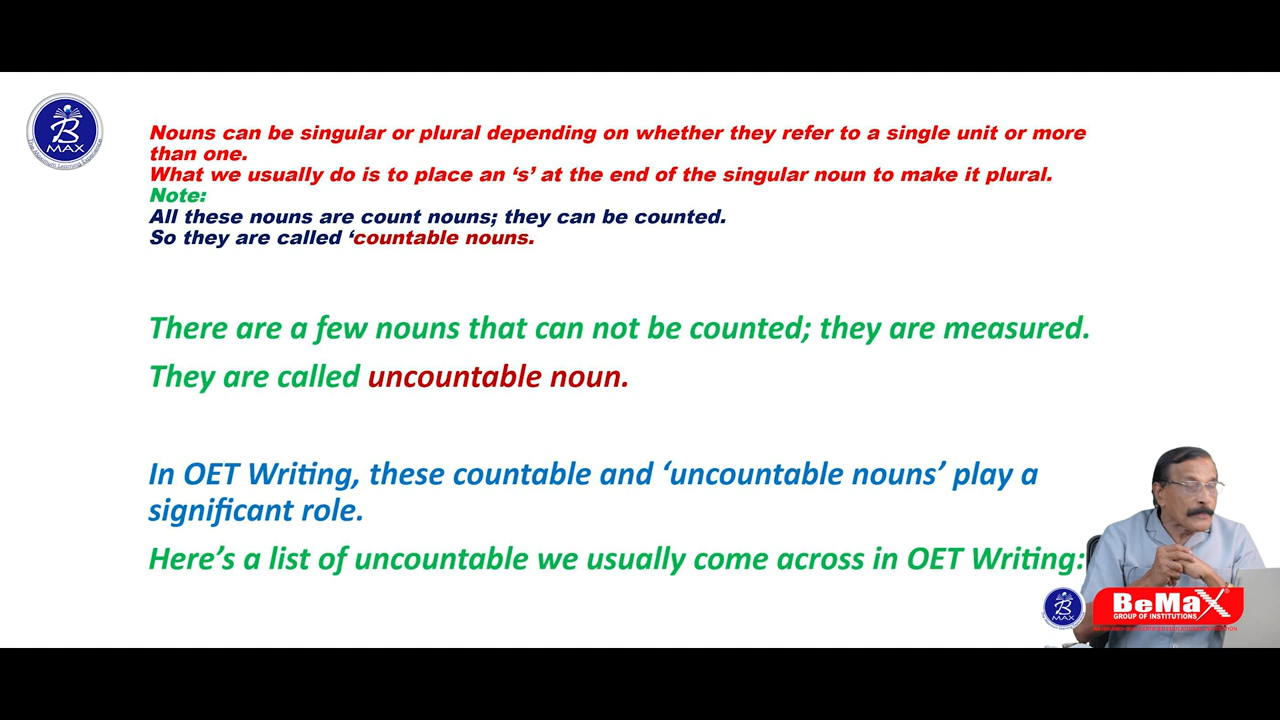 Nouns can be singular or plural depending on whether they refer to a single unit or more
than one.
What we usually do is to place an ‘s’ at the end of the singular noun to make it plural.
Note:
All these nouns are count nouns; they can be counted.
So they are called ‘countable nouns.
There are a few nouns that can not be counted; they are measured.
They are called uncountable noun.
In OET Writing, these countable and ‘uncountable nouns’ play a
significant role.
Here’s a list of uncountable we usually come across in OET Writing:
B
MAX
B
MAX
BeMax
GROUP OF INSTITUTIONS